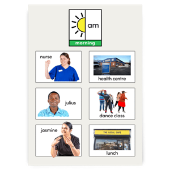 am
morning
nurse
health centre
julius
dance class
jasmine
lunch